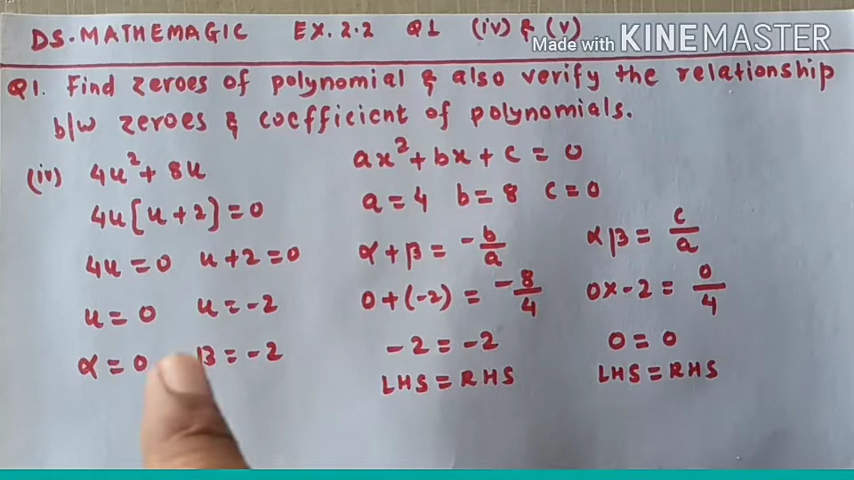 DS.MATHEMAGIC EX.2.2 Q1 (iv) & (v)
Made with KINEMASTER
Q1. Find zeroes of polynomial & also verify the relationship
b/w zeroes & coefficient of polynomials.
(iv) 4u²+8u
4u[u+2)=0
4u=0 u+2=0
u=0 u=-2
α=0 β=-2
ax²+bx+c=0
a=4 b=8 c=0
α+β=-b/a
0+(-2)=-8/4
-2=-2
LHS=RHS
αβ=c/a
0x-2=0/4
0=0
LHS=RHS